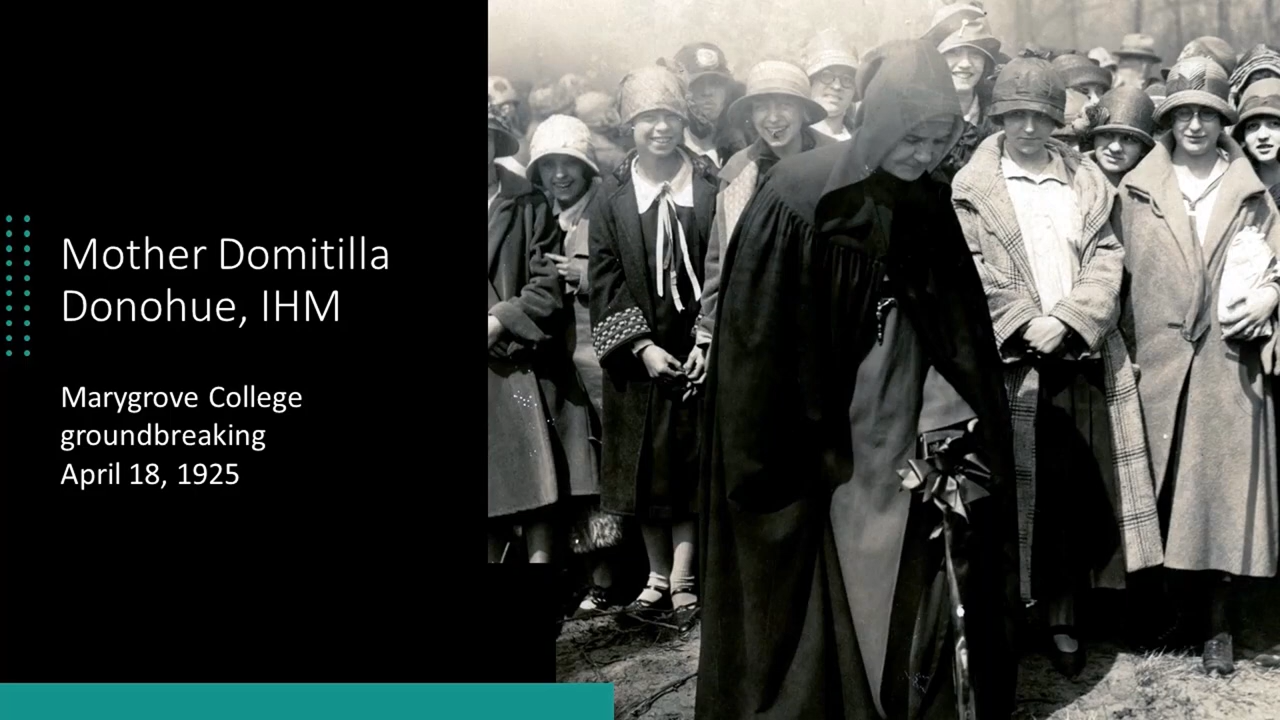 Mother Domitilla
Donohue, IHM
Marygrove College
groundbreaking
April 18, 1925